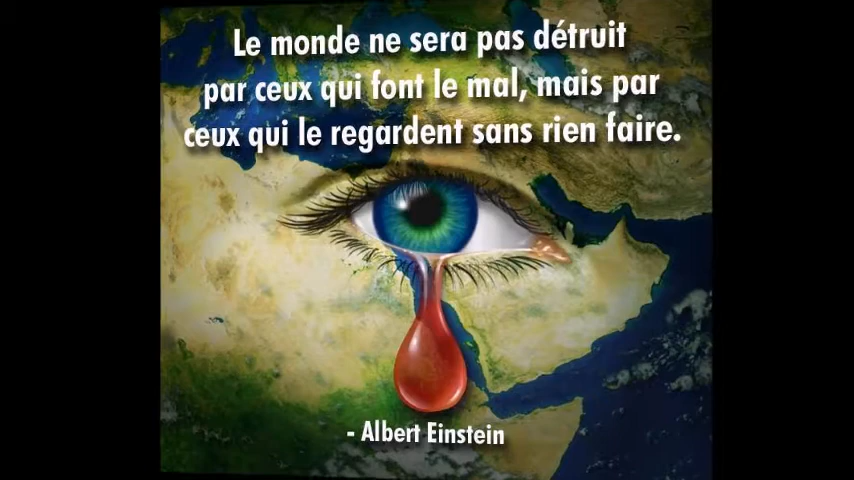 Le monde ne sera pas détruit
par ceux qui font le mal, mais par
ceux qui le regardent sans rien faire.
- Albert Einstein